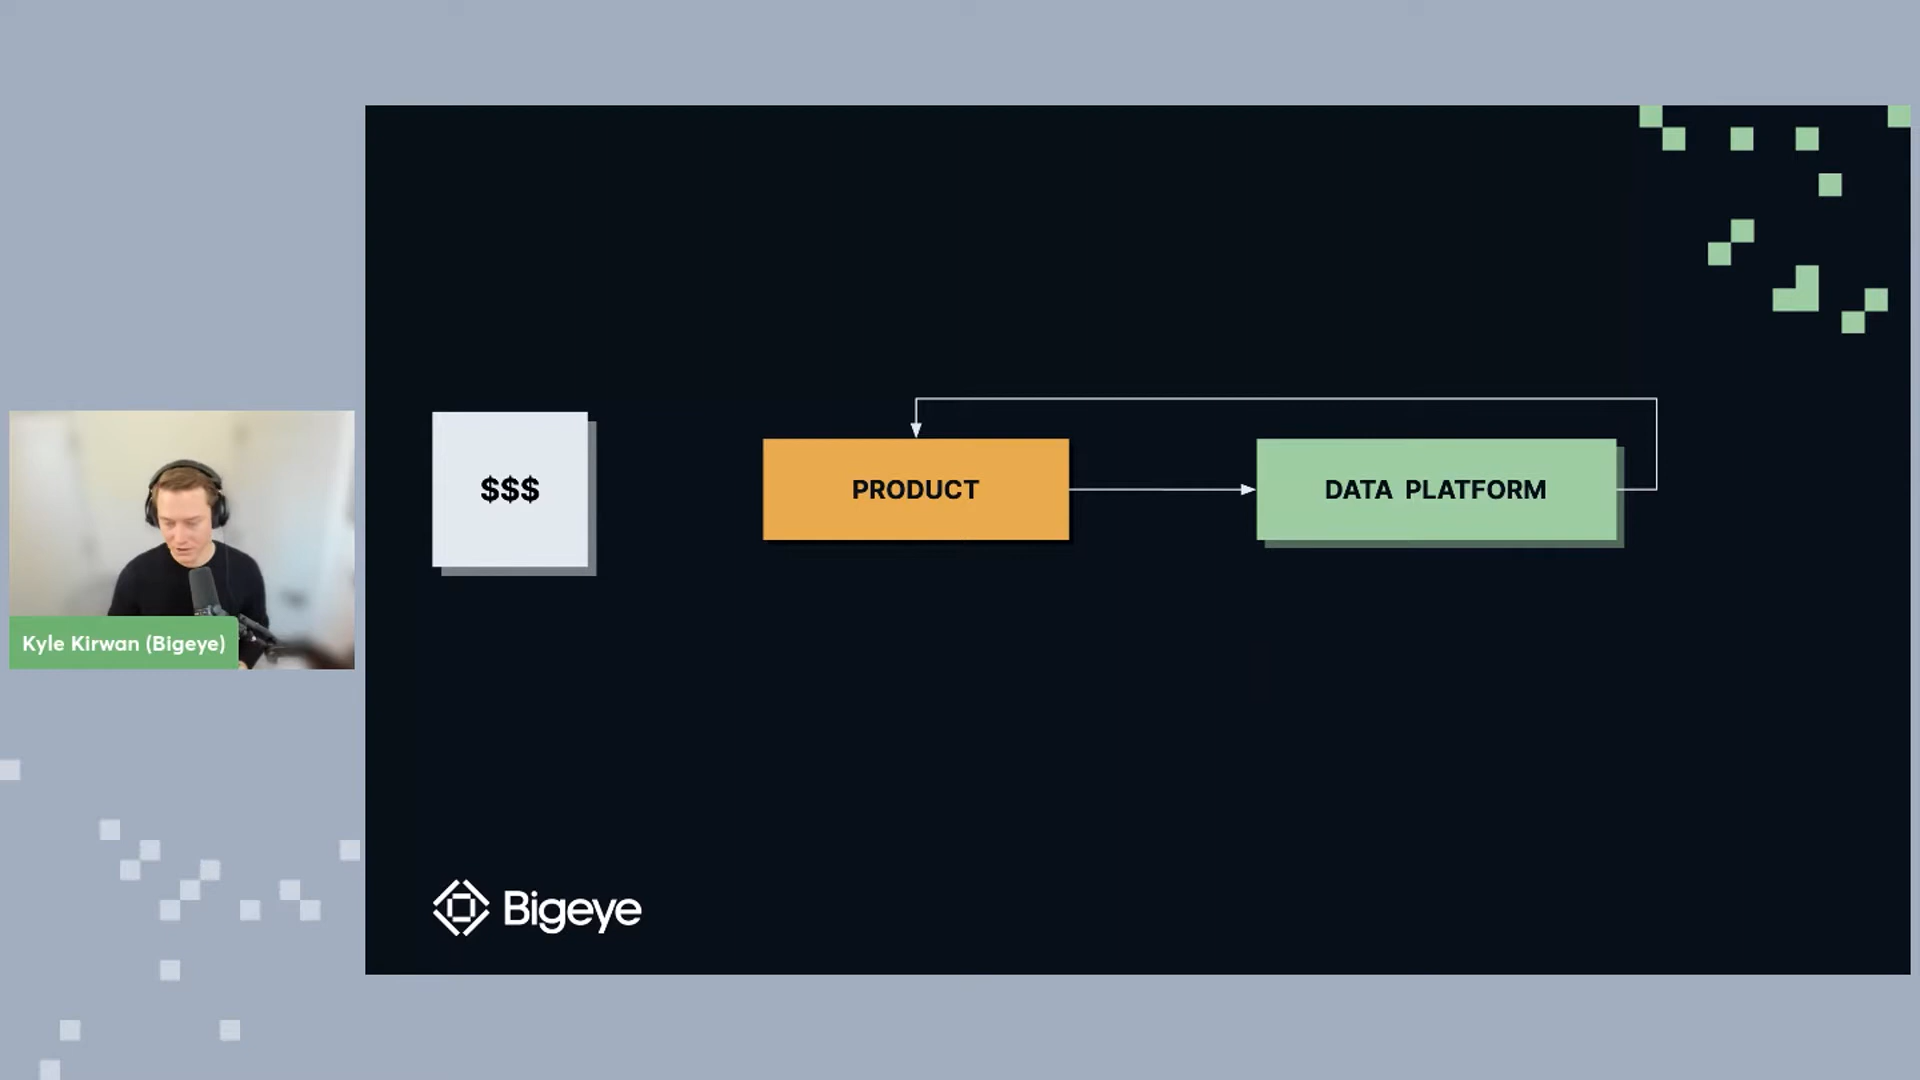 $$$
PRODUCT
DATA PLATFORM
Kyle Kirwan (Bigeye)
Bigeye